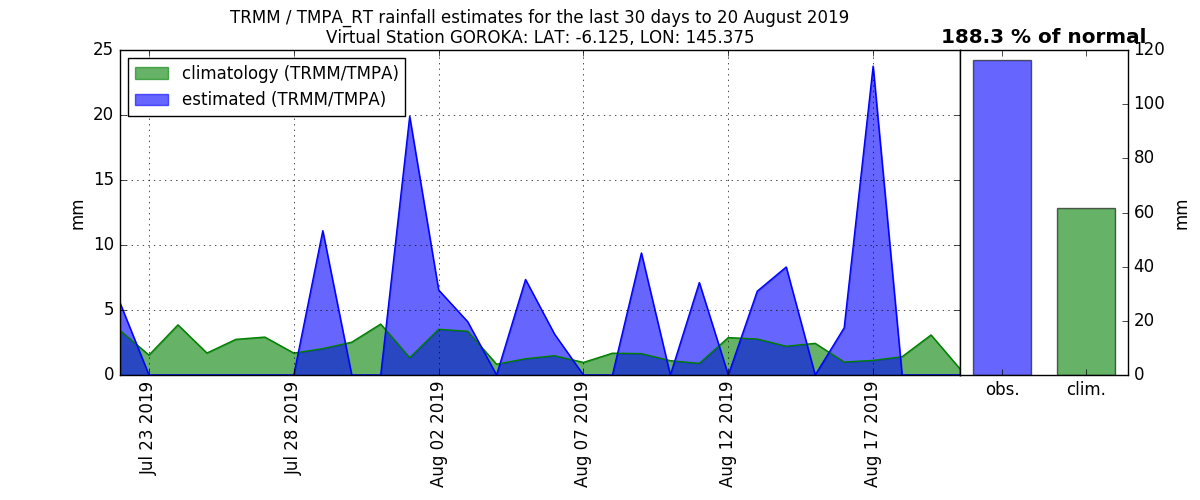 TRMM / TMPA_RT rainfall estimates for the last 30 days to 20 August 2019
Virtual Station GOROKA: LAT: -6.125, LON: 145.375
188.3 % of normal
climatology (TRMM/TMPA)
estimated (TRMM/TMPA)
mm
25
20
15
10
5
0
Jul 23 2019
Jul 28 2019
Aug 02 2019
Aug 07 2019
Aug 12 2019
Aug 17 2019
obs.
clim.
120
100
80
60
40
20
0
mm